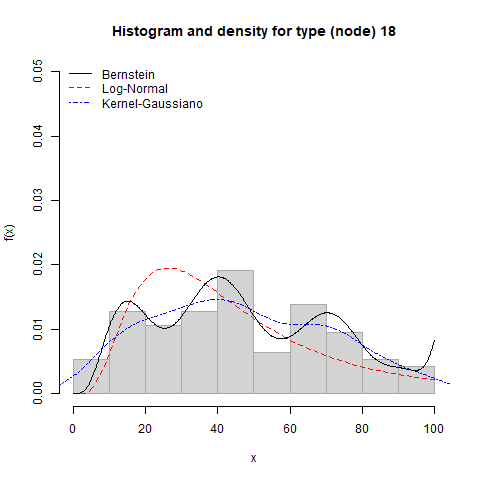 Histogram and density for type (node) 18
Bernstein
Log-Normal
Kernel-Gaussiano
f(x)
0.05
0.04
0.03
0.02
0.01
0.00
0 20 40 60 80 100
x